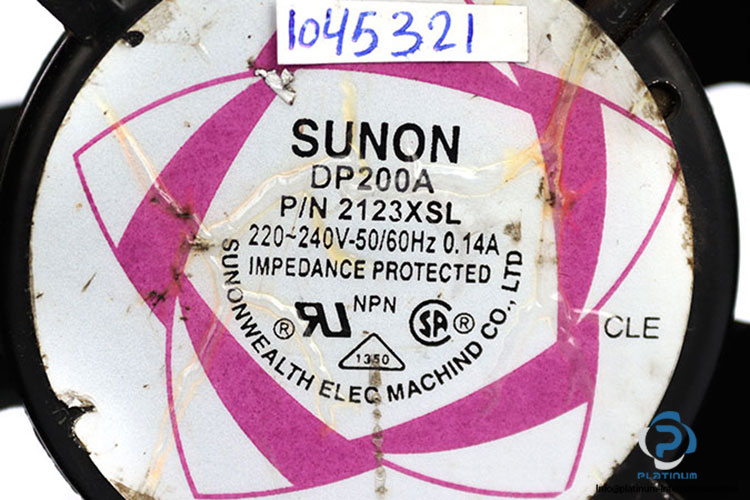 1045321
SUNON
DP200A
P/N 2123XSL
220~240V-50/60Hz 0.14A
IMPEDANCE PROTECTED
NPN
SA
1350
CLE
SUNONWEALTH ELEC MACHIND CO., LTD
PLATINUM